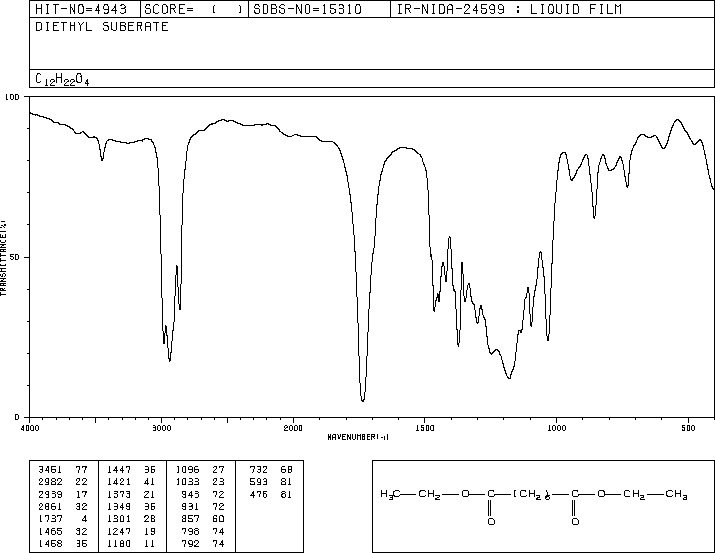 HIT-NO=4943 SCORE= ( ) SDBS-NO=15310 IR-NIDA-24599 : LIQUID FILM
DIETHYL SUBERATE
C12H22O4
100
50
0
TRANSMITTANCE(%)
4000 3000 2000 1500 1000 500
WAVENUMBER(-1)
3461 77 1447 36 1096 27 732 68
2982 22 1421 41 1033 23 593 81
2939 17 1373 21 943 72 476 81
2861 32 1349 36 931 72
1737 4 1301 28 857 60
1465 32 1247 19 798 74
1458 35 1180 11 792 74
H3C—CH2—O—C—(CH2)6—C—O—CH2—CH3
O O